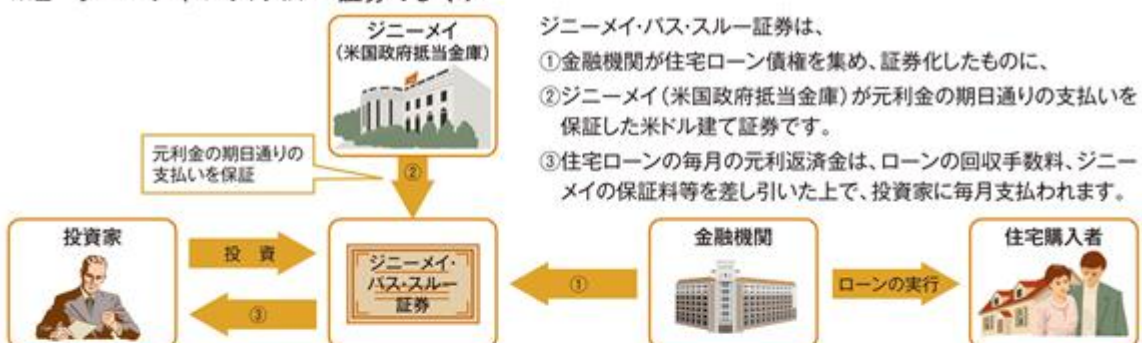 ジニーメイ
(米国政府抵当金庫)
ジニーメイ・パス・スルー証券は、
①金融機関が住宅ローン債権を集め、証券化したものに、
②ジニーメイ(米国政府抵当金庫)が元利金の期日通りの支払いを
保証した米ドル建て証券です。
③住宅ローンの毎月の元利返済金は、ローンの回収手数料、ジニー
メイの保証料等を差し引いた上で、投資家に毎月支払われます。
元利金の期日通りの
支払いを保証
②
投資家
投 資
③
ジニーメイ・
パス・スルー
証券
①
金融機関
ローンの実行
住宅購入者